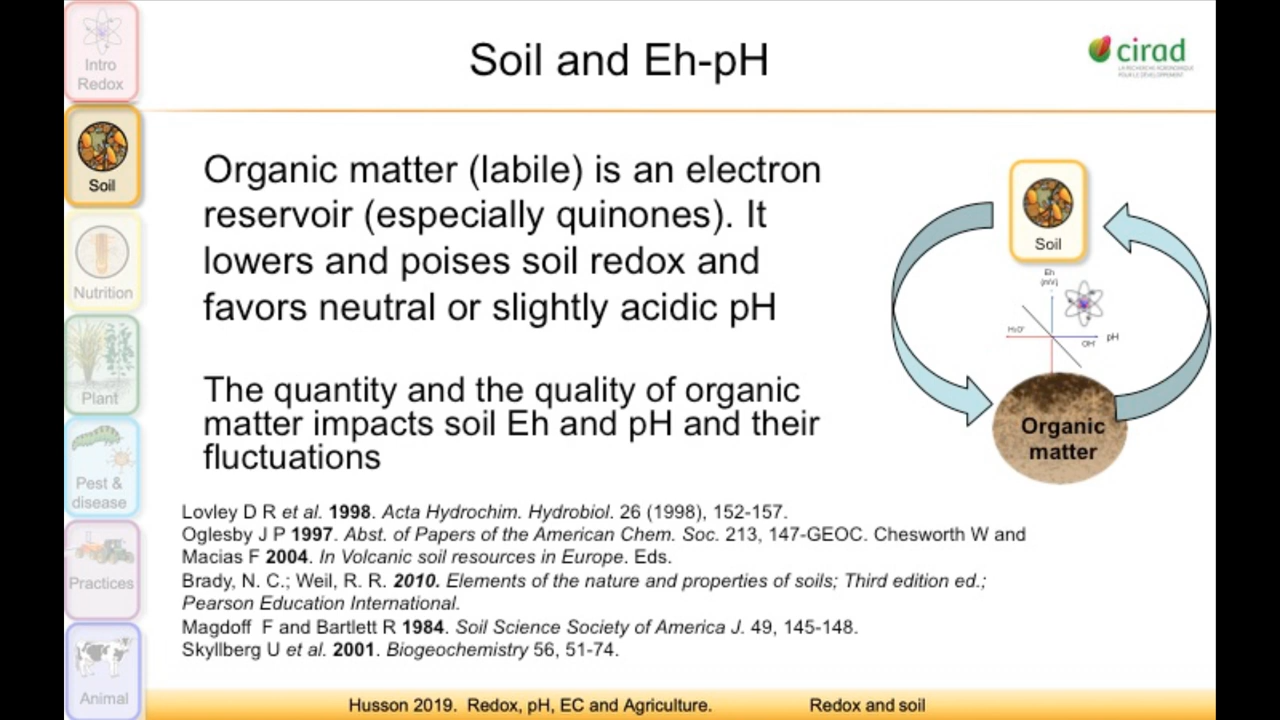 Soil and Eh-pH
cirad
LA RECHERCHE AGRONOMIQUE
POUR LE DÉVELOPPEMENT
Intro
Redox
Soil
Nutrition
Plant
Pest &
disease
Practices
Animal
Organic matter (labile) is an electron
reservoir (especially quinones). It
lowers and poises soil redox and
favors neutral or slightly acidic pH
The quantity and the quality of organic
matter impacts soil Eh and pH and their
fluctuations
Soil
Eh
(mV)
H₃O⁺
OH⁻
pH
Organic
matter
Lovley D R et al. 1998. Acta Hydrochim. Hydrobiol. 26 (1998), 152-157.
Oglesby J P 1997. Abst. of Papers of the American Chem. Soc. 213, 147-GEOC. Chesworth W and
Macias F 2004. In Volcanic soil resources in Europe. Eds.
Brady, N. C.; Weil, R. R. 2010. Elements of the nature and properties of soils; Third edition ed.;
Pearson Education International.
Magdoff F and Bartlett R 1984. Soil Science Society of America J. 49, 145-148.
Skyllberg U et al. 2001. Biogeochemistry 56, 51-74.
Husson 2019. Redox, pH, EC and Agriculture. Redox and soil